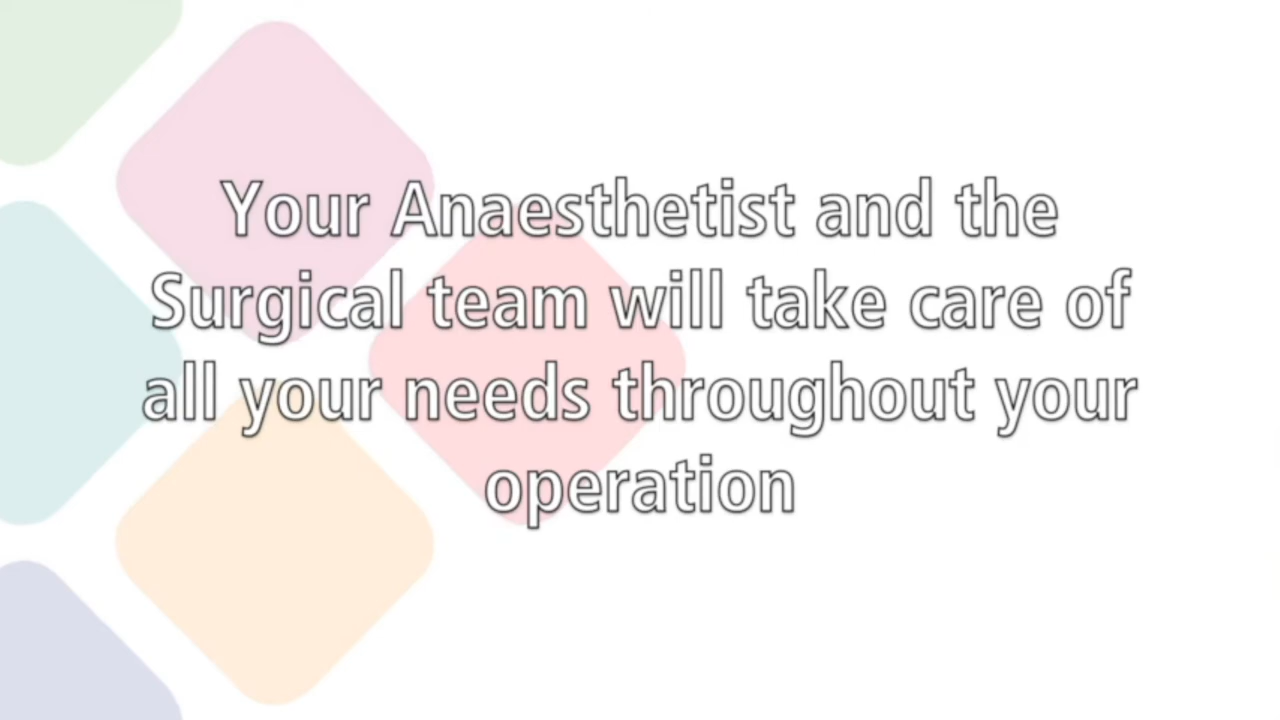 Your Anaesthetist and the
Surgical team will take care of
all your needs throughout your
operation